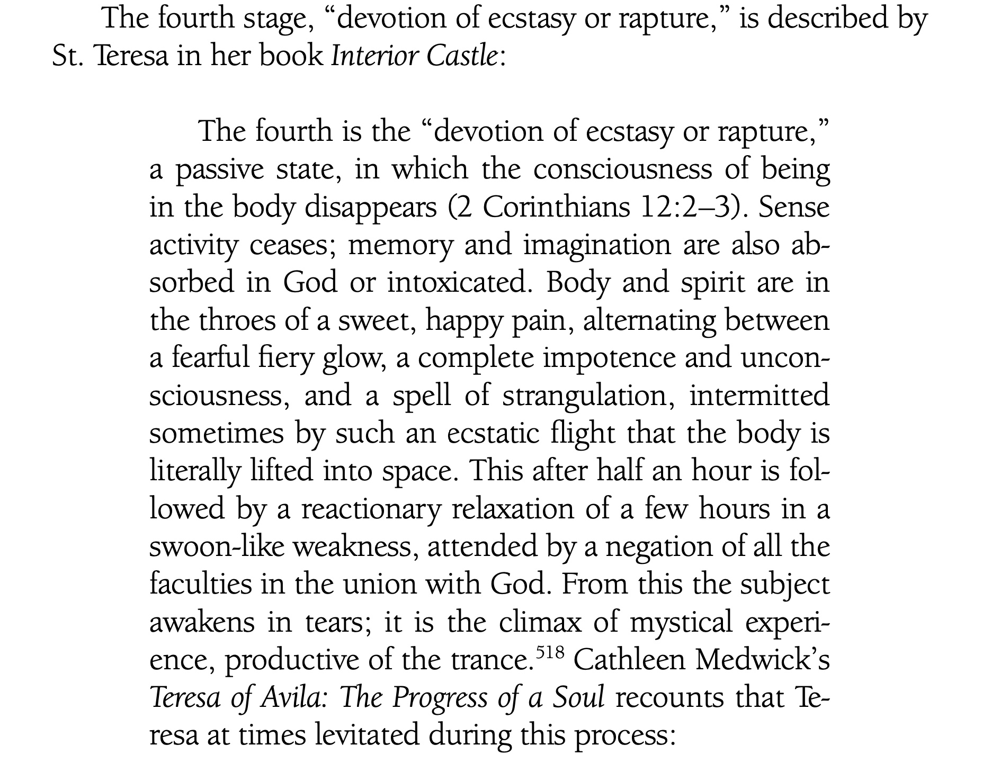 The fourth stage, “devotion of ecstasy or rapture,” is described by
St. Teresa in her book Interior Castle:
The fourth is the “devotion of ecstasy or rapture,”
a passive state, in which the consciousness of being
in the body disappears (2 Corinthians 12:2–3). Sense
activity ceases; memory and imagination are also ab-
sorbed in God or intoxicated. Body and spirit are in
the throes of a sweet, happy pain, alternating between
a fearful fiery glow, a complete impotence and uncon-
sciousness, and a spell of strangulation, intermitted
sometimes by such an ecstatic flight that the body is
literally lifted into space. This after half an hour is fol-
lowed by a reactionary relaxation of a few hours in a
swoon-like weakness, attended by a negation of all the
faculties in the union with God. From this the subject
awakens in tears; it is the climax of mystical experi-
ence, productive of the trance.518 Cathleen Medwick’s
Teresa of Avila: The Progress of a Soul recounts that Te-
resa at times levitated during this process: